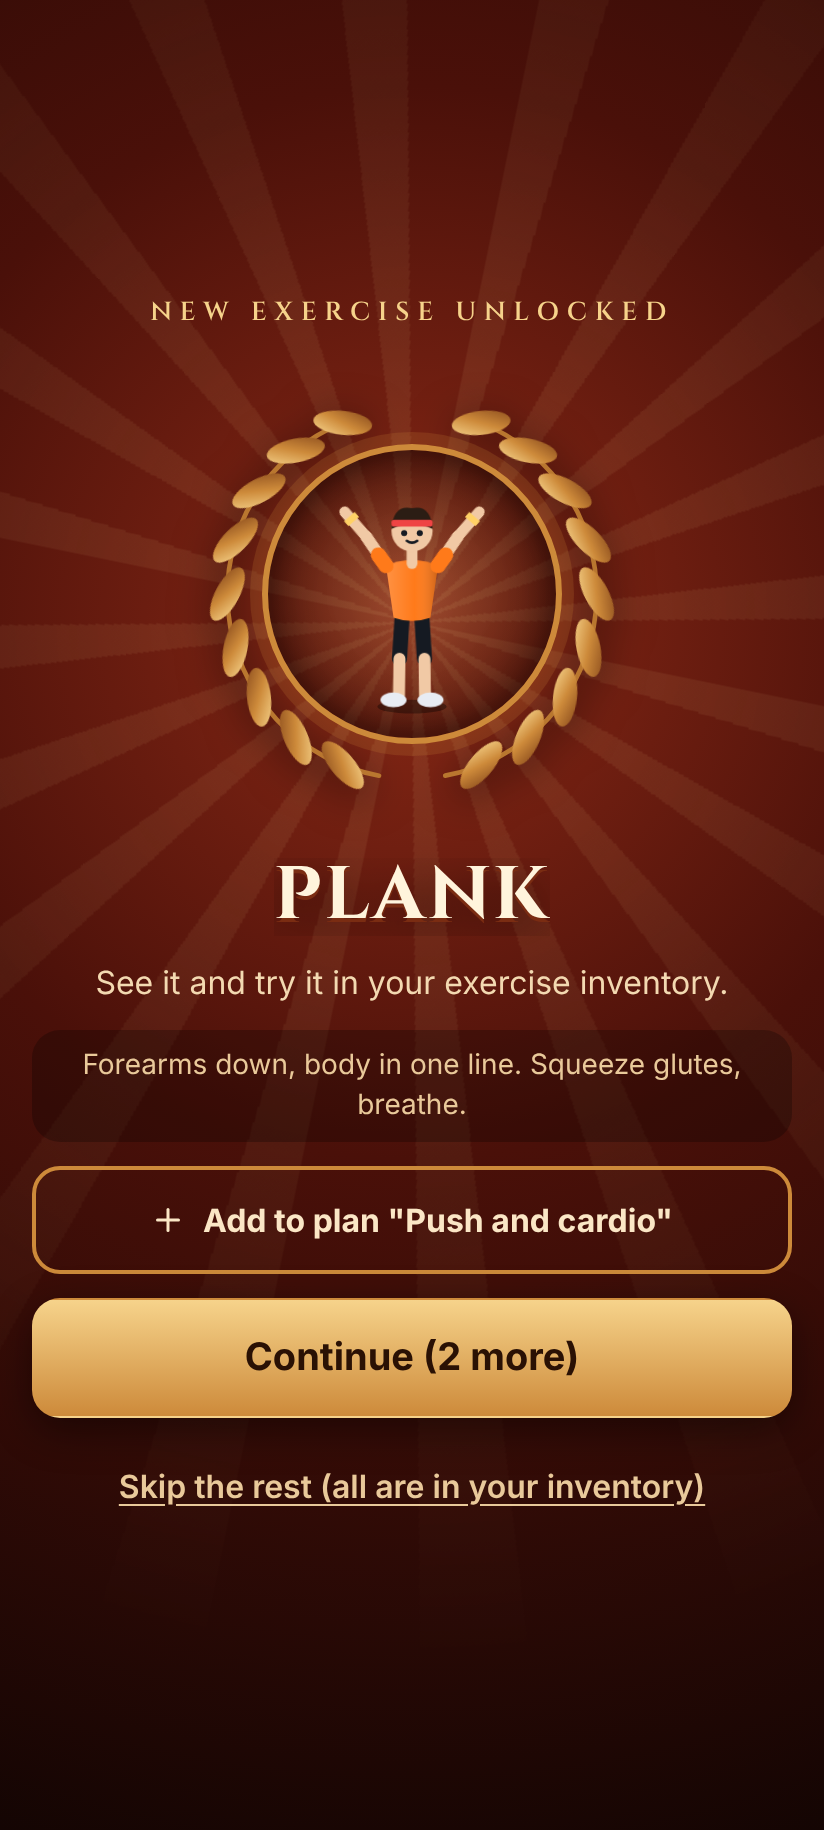 NEW EXERCISE UNLOCKED
PLANK
See it and try it in your exercise inventory.
Forearms down, body in one line. Squeeze glutes,
breathe.
+ Add to plan "Push and cardio"
Continue (2 more)
Skip the rest (all are in your inventory)